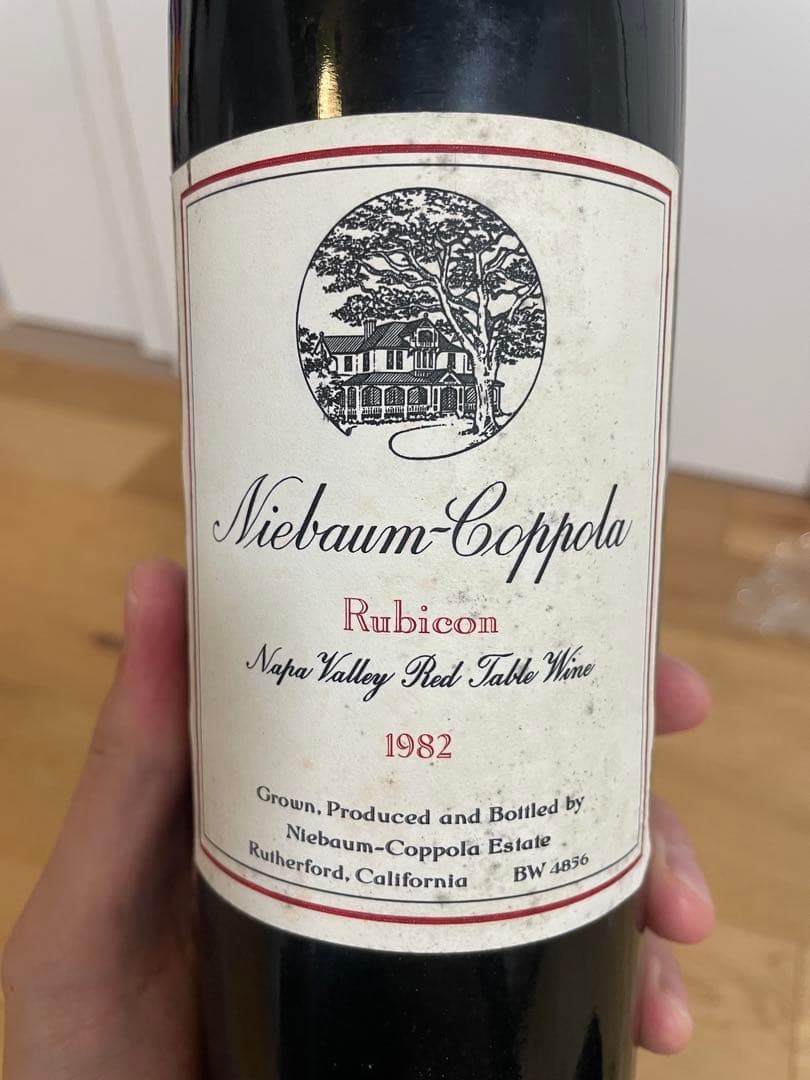 Niebaum-Coppola
Rubicon
Napa Valley Red Table Wine
1982
Grown, Produced and Bottled by
Niebaum-Coppola Estate
Rutherford, California BW 4856